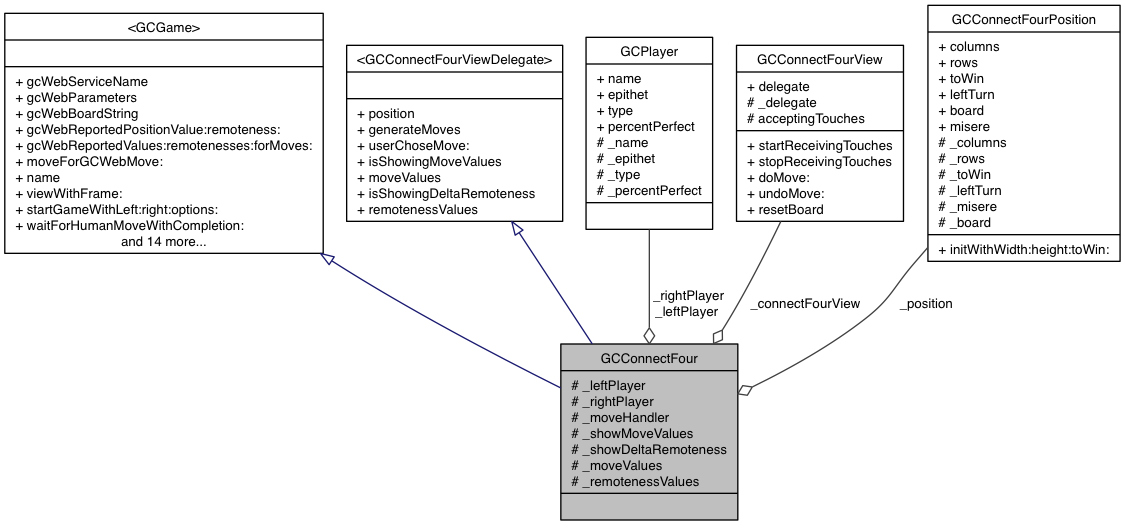 <GCGame>
+ gcWebServiceName
+ gcWebParameters
+ gcWebBoardString
+ gcWebReportedPositionValue:remoteness:
+ gcWebReportedValues:remotenesses:forMoves:
+ moveForGCWebMove:
+ name
+ viewWithFrame:
+ startGameWithLeft:right:options:
+ waitForHumanMoveWithCompletion:
and 14 more...
<GCConnectFourViewDelegate>
+ position
+ generateMoves
+ userChoseMove:
+ isShowingMoveValues
+ moveValues
+ isShowingDeltaRemoteness
+ remotenessValues
GCPlayer
+ name
+ epithet
+ type
+ percentPerfect
# _name
# _epithet
# _type
# _percentPerfect
GCConnectFourView
+ delegate
# _delegate
# acceptingTouches
+ startReceivingTouches
+ stopReceivingTouches
+ doMove:
+ undoMove:
+ resetBoard
GCConnectFourPosition
+ columns
+ rows
+ toWin
+ leftTurn
+ board
+ misere
# _columns
# _rows
# _toWin
# _leftTurn
# _misere
# _board
+ initWithWidth:height:toWin:
_rightPlayer
_leftPlayer
_connectFourView
_position
GCConnectFour
# _leftPlayer
# _rightPlayer
# _moveHandler
# _showMoveValues
# _showDeltaRemoteness
# _moveValues
# _remotenessValues